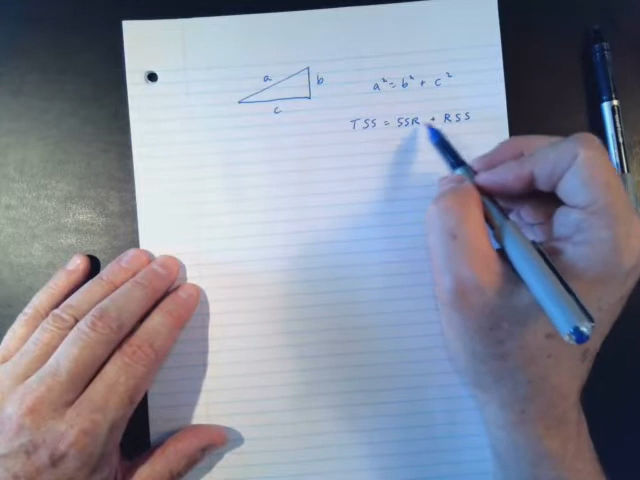 a
b
c
a² = b² + c²
TSS = SSR + RSS